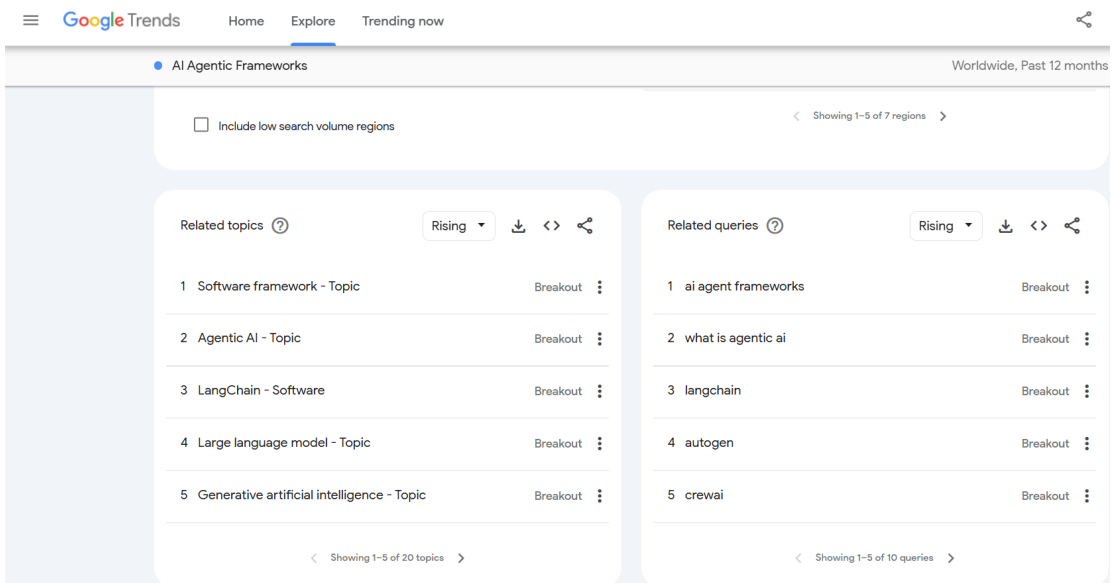 Google Trends Home Explore Trending now
AI Agentic Frameworks Worldwide, Past 12 months
Include low search volume regions
Showing 1–5 of 7 regions
Related topics Rising
1 Software framework - Topic Breakout
2 Agentic AI - Topic Breakout
3 LangChain - Software Breakout
4 Large language model - Topic Breakout
5 Generative artificial intelligence - Topic Breakout
Showing 1–5 of 20 topics
Related queries Rising
1 ai agent frameworks Breakout
2 what is agentic ai Breakout
3 langchain Breakout
4 autogen Breakout
5 crewai Breakout
Showing 1–5 of 10 queries